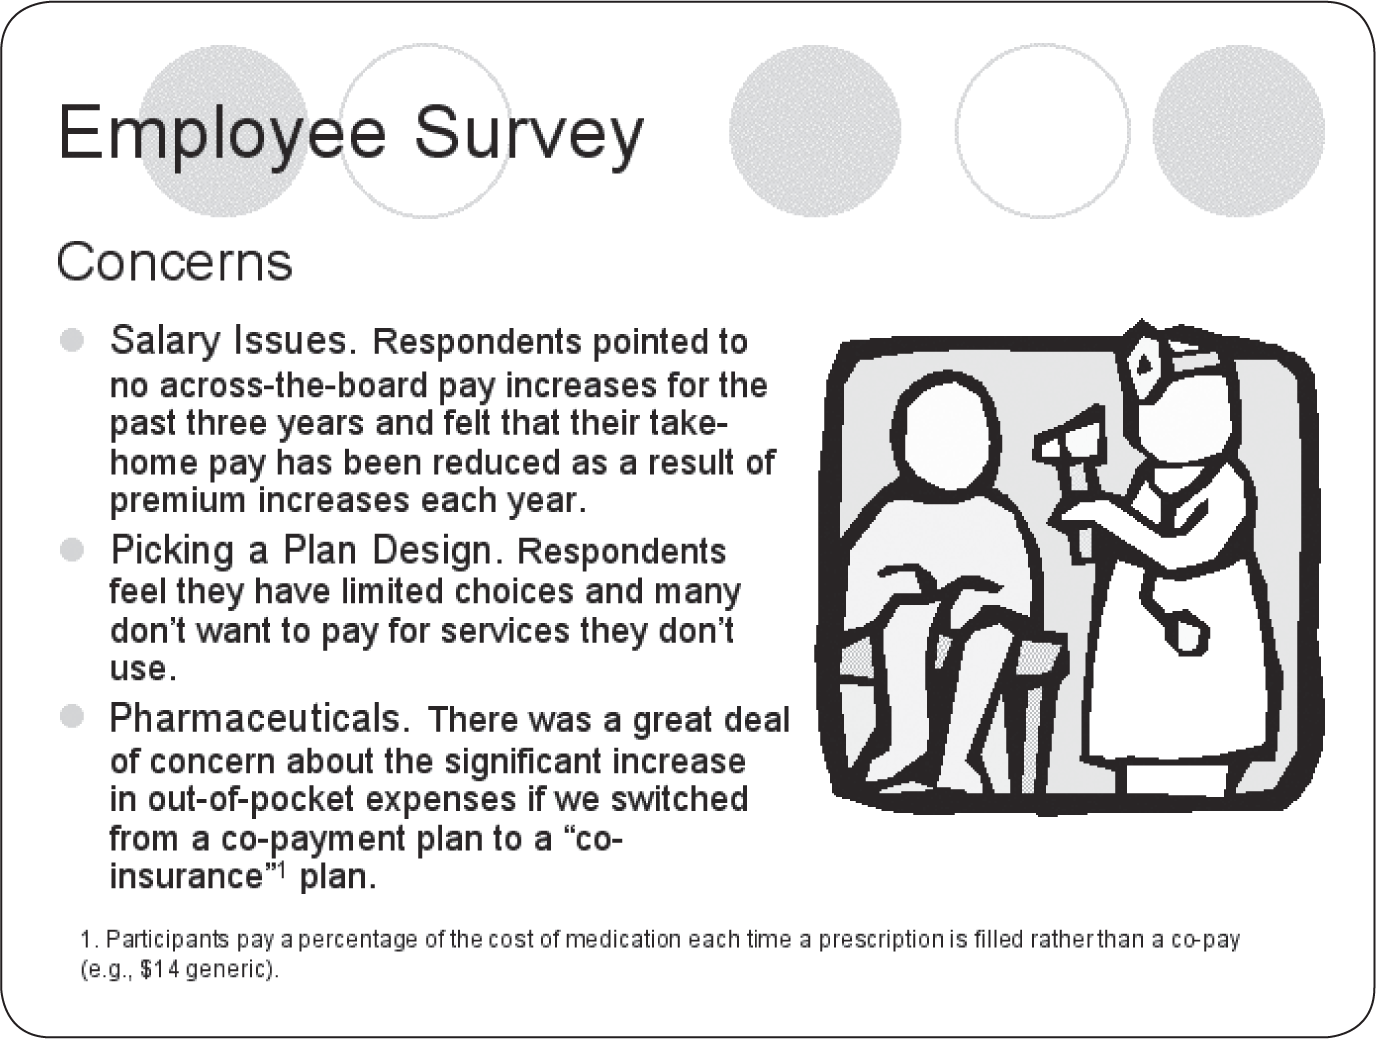 Employee Survey
Concerns
Salary Issues. Respondents pointed to
no across-the-board pay increases for the
past three years and felt that their take-
home pay has been reduced as a result of
premium increases each year.
Picking a Plan Design. Respondents
feel they have limited choices and many
don’t want to pay for services they don’t
use.
Pharmaceuticals. There was a great deal
of concern about the significant increase
in out-of-pocket expenses if we switched
from a co-payment plan to a “co-
insurance”¹ plan.
1. Participants pay a percentage of the cost of medication each time a prescription is filled rather than a co-pay
(e.g., $14 generic).